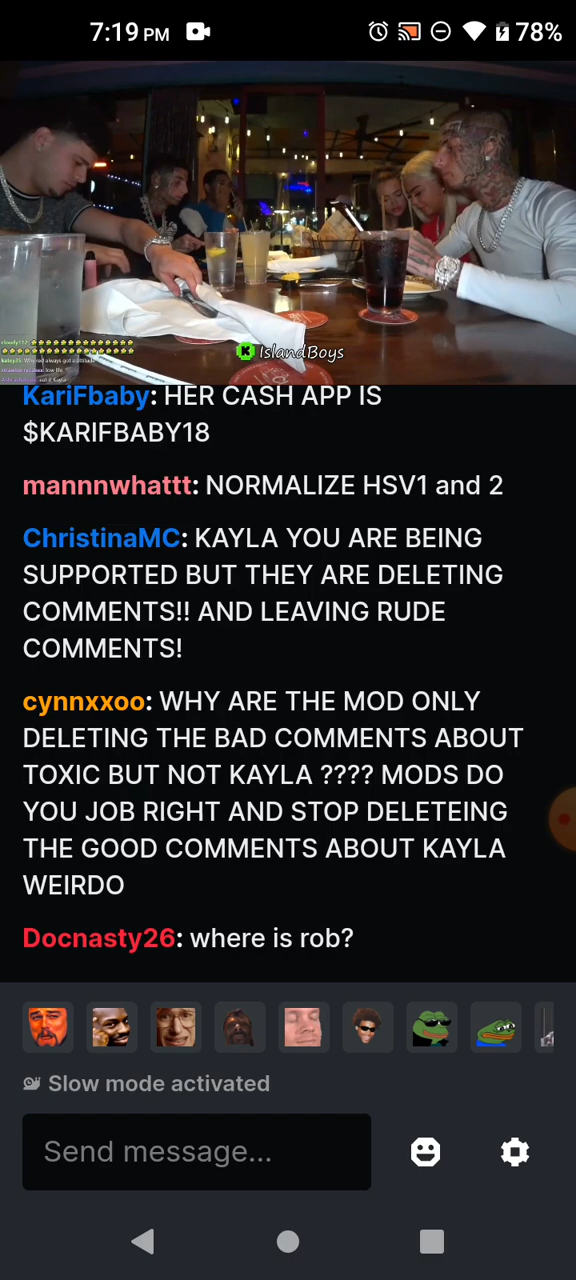 7:19 PM
78%
IslandBoys
KariFbaby: HER CASH APP IS
$KARIFBABY18
mannnwhattt: NORMALIZE HSV1 and 2
ChristinaMC: KAYLA YOU ARE BEING
SUPPORTED BUT THEY ARE DELETING
COMMENTS!! AND LEAVING RUDE
COMMENTS!
cynnxxoo: WHY ARE THE MOD ONLY
DELETING THE BAD COMMENTS ABOUT
TOXIC BUT NOT KAYLA ???? MODS DO
YOU JOB RIGHT AND STOP DELETEING
THE GOOD COMMENTS ABOUT KAYLA
WEIRDO
Docnasty26: where is rob?
Slow mode activated
Send message...